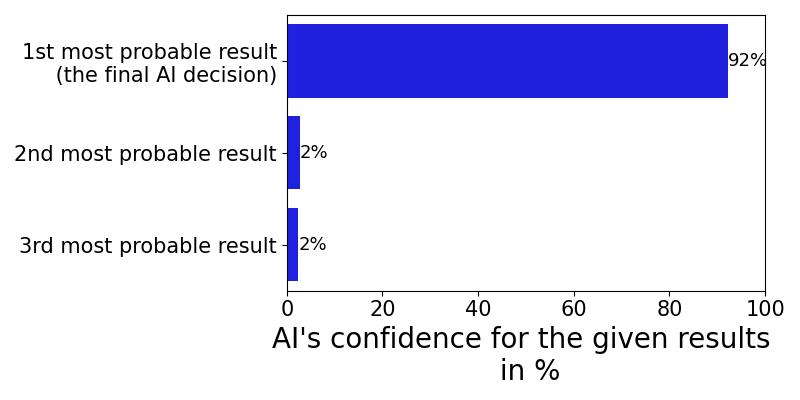 1st most probable result
(the final AI decision)
92%
2nd most probable result
2%
3rd most probable result
2%
0 20 40 60 80 100
AI's confidence for the given results
in %